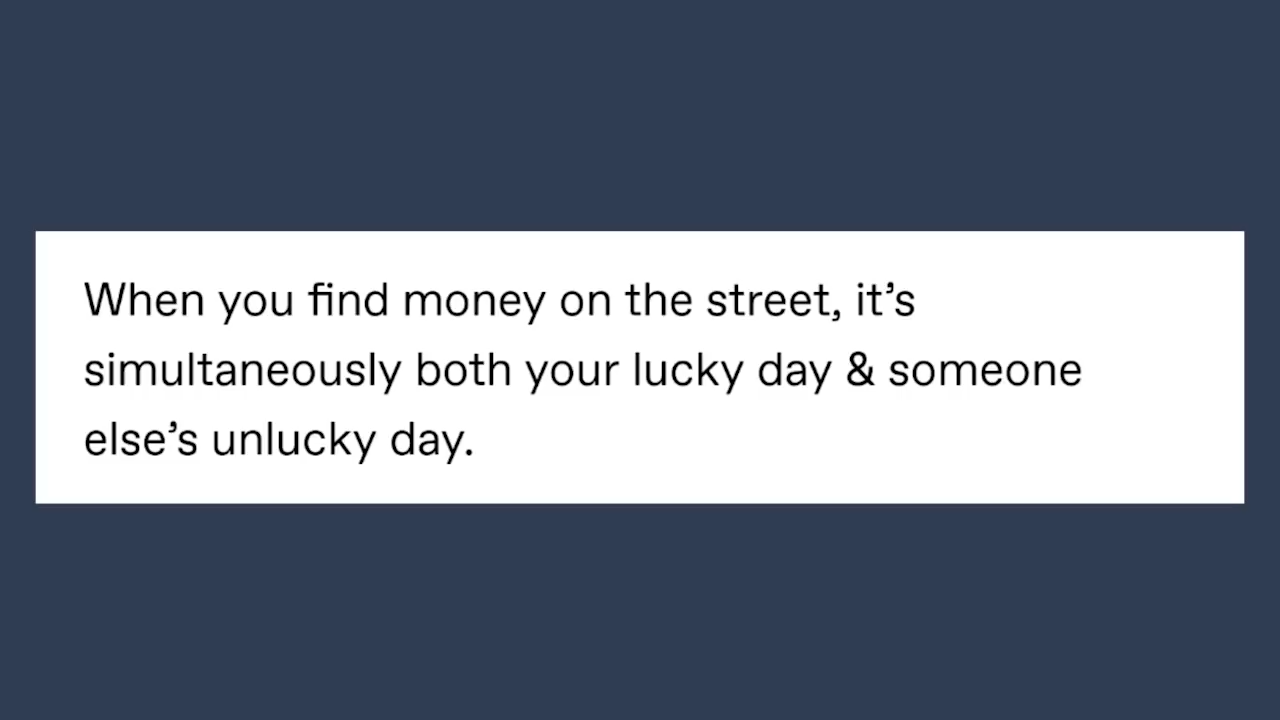 When you find money on the street, it’s
simultaneously both your lucky day & someone
else’s unlucky day.